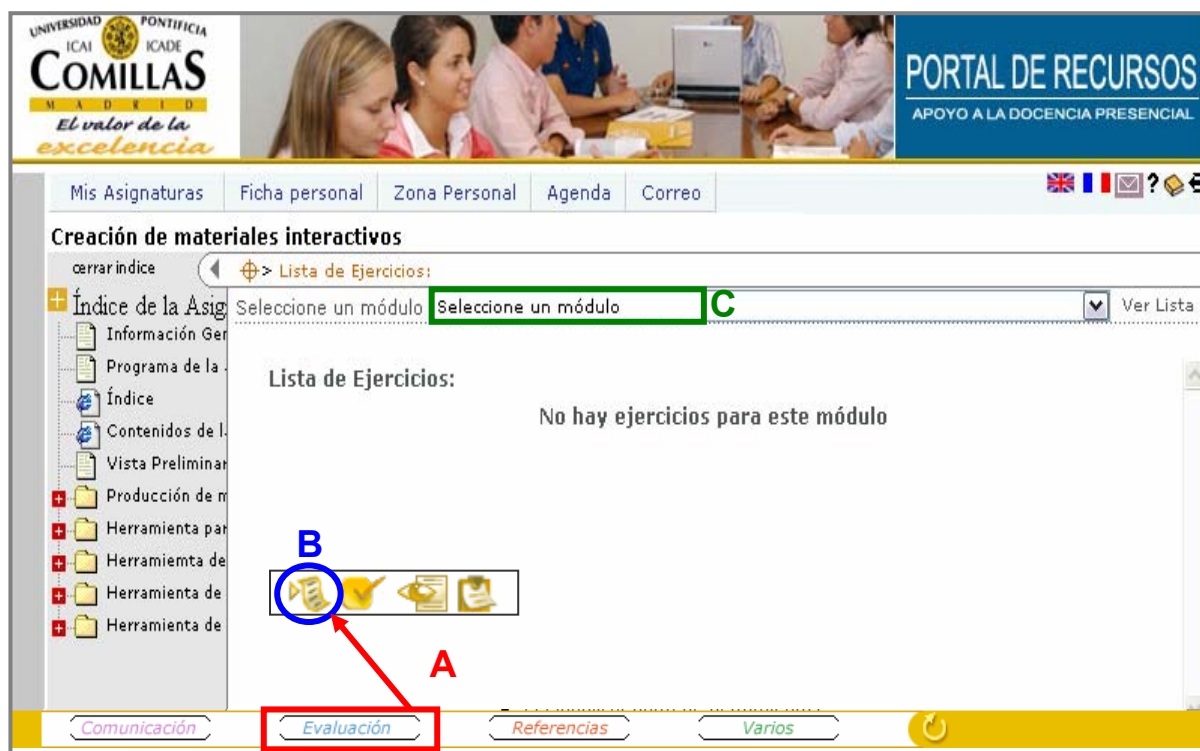 UNIVERSIDAD PONTIFICIA
ICAI ICADE
COMILLAS
MADRID
El valor de la
excelencia
PORTAL DE RECURSOS
APOYO A LA DOCENCIA PRESENCIAL
Mis Asignaturas Ficha personal Zona Personal Agenda Correo ?
Creación de materiales interactivos
cerrar indice > Lista de Ejercicios:
Índice de la Asig Seleccione un módulo Seleccione un módulo C Ver Lista
Información Ger
Programa de la
Índice
Contenidos de l
Vista Preliminar
Producción de m
Herramienta par
Herramiemta de
Herramienta de
Herramienta de
Lista de Ejercicios:
No hay ejercicios para este módulo
B
A
Comunicación Evaluación Referencias Varios